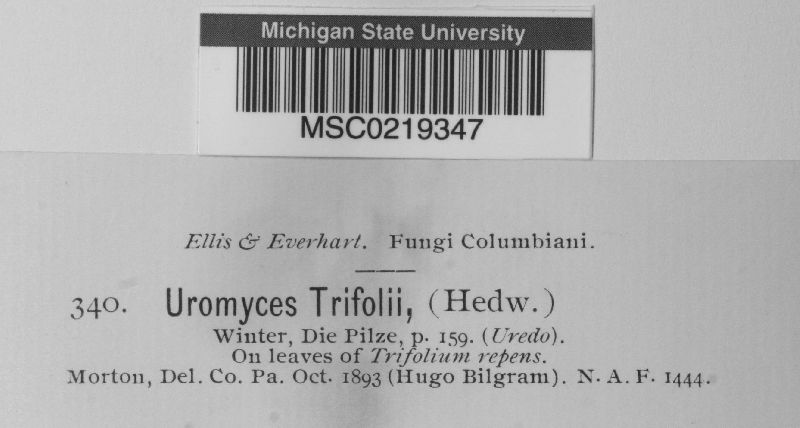 Michigan State University
MSC0219347
Ellis & Everhart. Fungi Columbiani.
340. Uromyces Trifolii, (Hedw.)
Winter, Die Pilze, p. 159. (Uredo).
On leaves of Trifolium repens.
Morton, Del. Co. Pa. Oct. 1893 (Hugo Bilgram). N. A. F. 1444.